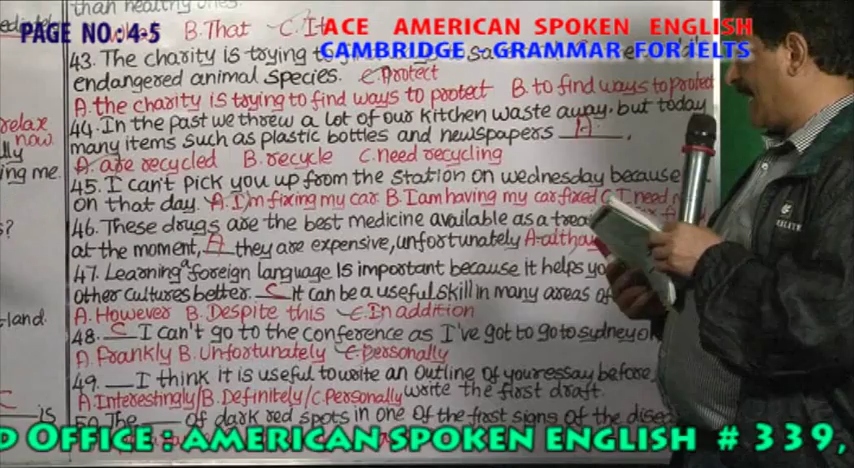 than healthy ones.
PAGE NO.: 4-5
B. That C. It
ACE AMERICAN SPOKEN ENGLISH
CAMBRIDGE - GRAMMAR FOR IELTS
43. The charity is trying to
endangered animal species. C. Protect
A. the charity is trying to find ways to protect B. to find ways to protect
44. In the past we threw a lot of our kitchen waste away. but today
many items such as plastic bottles and newspapers A.
A. are recycled B. recycle C. need recycling
45. I can't pick you up from the station on wednesday because
on that day. A. I'm fixing my car B. I am having my car fixed C. I need
46. These drugs are the best medicine available as a
at the moment, A they are expensive, unfortunately A-
47. Learning a foreign language Is important because it helps
other cultures better. C It can be a useful skill in many areas of
A. However B. Despite this C. In addition
48. C I can't go to the conference as I've got to go to sydney
A. Frankly B. Unfortunately C. Personally
49. I think it is useful to write an outline of your essay before,
A. Interestingly/B. Definitely/C. Personally write the first draft.
50. The of dark red spots in one of the first signs of the
OFFICE : AMERICAN SPOKEN ENGLISH # 339,
relax
now
ing me.
land.
C is